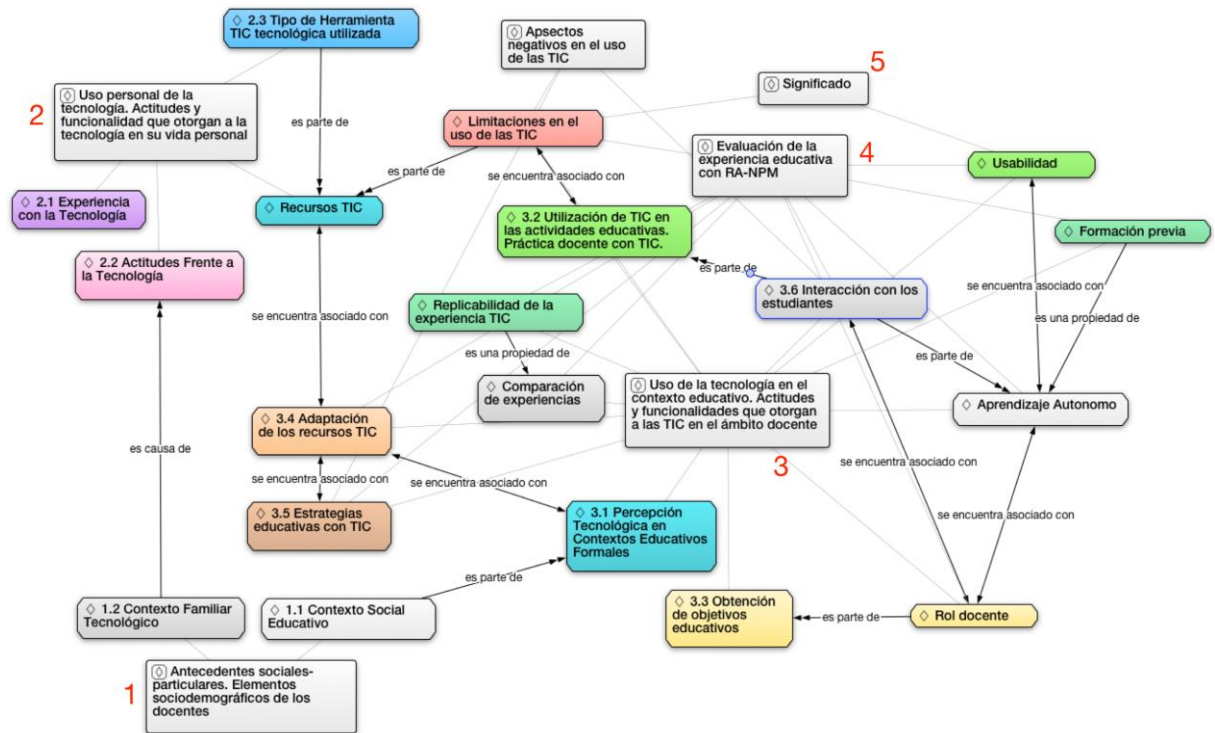 2.3 Tipo de Herramienta
TIC tecnológica utilizada
Apsectos
negativos en el uso
de las TIC
5
Significado
2
Uso personal de la
tecnología. Actitudes y
funcionalidad que otorgan a la
tecnología en su vida personal
es parte de
Limitaciones en el
uso de las TIC
Evaluación de la
experiencia educativa
con RA-NPM
4
Usabilidad
es parte de
se encuentra asociado con
2.1 Experiencia
con la Tecnología
Recursos TIC
3.2 Utilización de TIC en
las actividades educativas.
Práctica docente con TIC.
Formación previa
2.2 Actitudes Frente a
la Tecnología
es parte de
3.6 Interacción con los
estudiantes
se encuentra asociado con
es una propiedad de
Replicabilidad de la
experiencia TIC
se encuentra asociado con
es una propiedad de
es parte de
Comparación
de experiencias
Uso de la tecnología en el
contexto educativo. Actitudes
y funcionalidades que otorgan
a las TIC en el ámbito docente
3
Aprendizaje Autonomo
3.4 Adaptación
de los recursos TIC
es causa de
se encuentra asociado con
se encuentra asociado con
se encuentra asociado con
se encuentra asociado con
3.5 Estrategias
educativas con TIC
3.1 Percepción
Tecnológica en
Contextos Educativos
Formales
es parte de
1.2 Contexto Familiar
Tecnológico
1.1 Contexto Social
Educativo
3.3 Obtención
de objetivos
educativos
es parte de
Rol docente
1
Antecedentes sociales-
particulares. Elementos
sociodemográficos de los
docentes